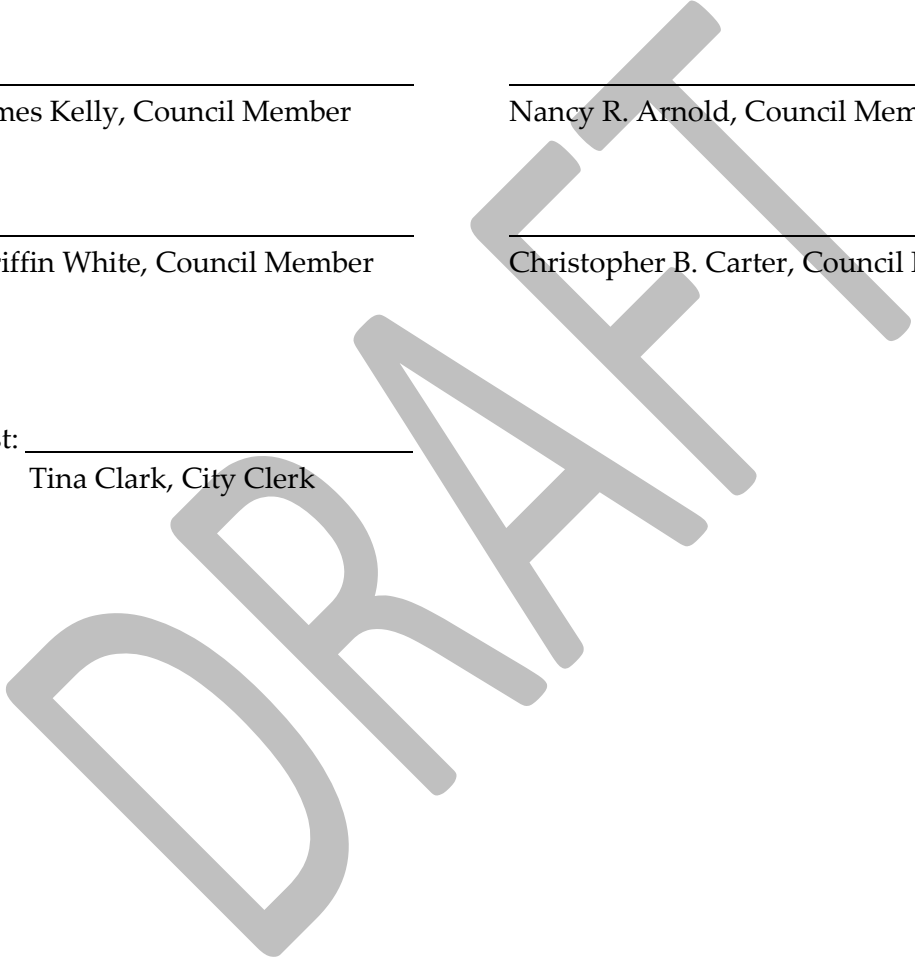 mes Kelly, Council Member
Nancy R. Arnold, Council Mem
riffin White, Council Member
Christopher B. Carter, Council
t:
Tina Clark, City Clerk
DRAFT